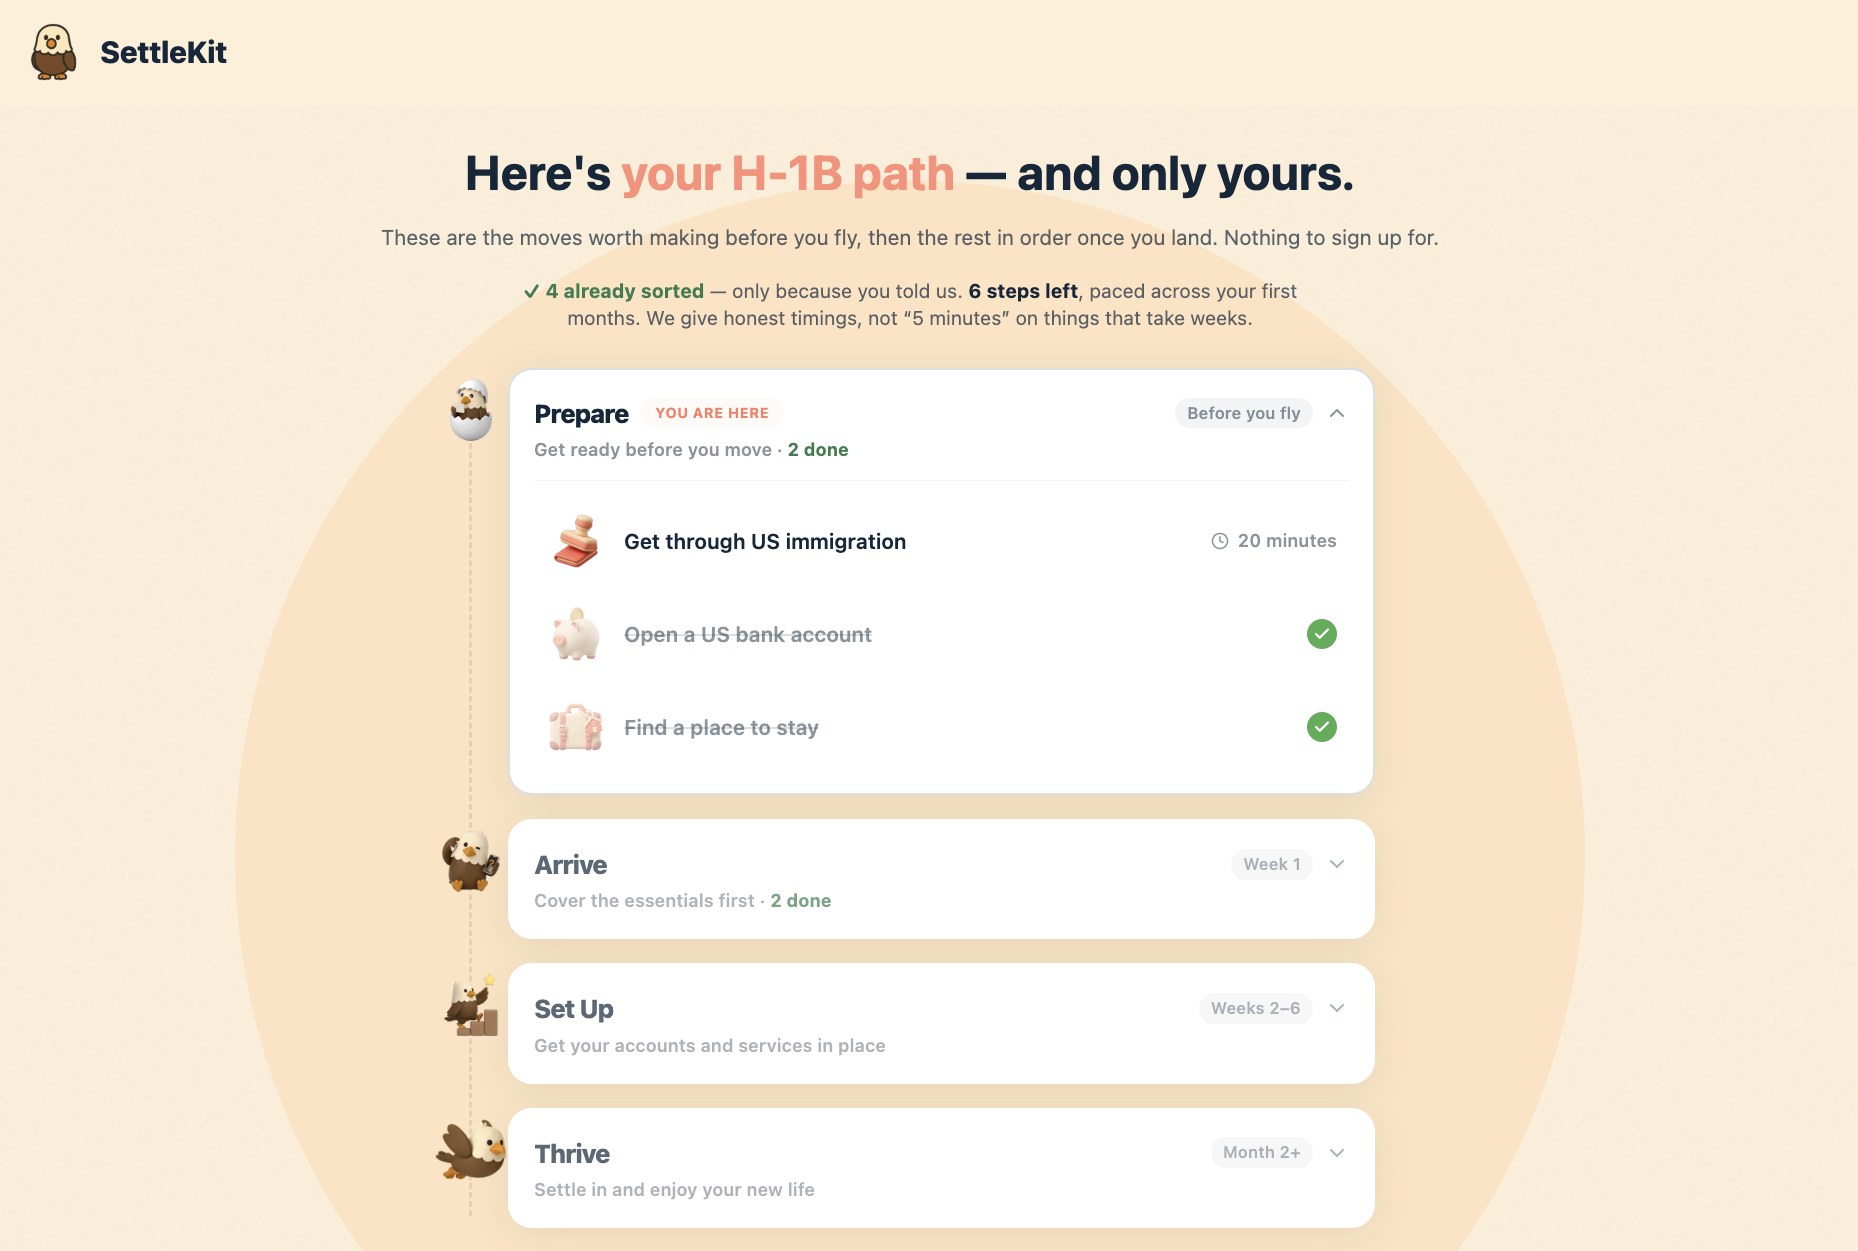 SettleKit
Here's your H-1B path — and only yours.
These are the moves worth making before you fly, then the rest in order once you land. Nothing to sign up for.
✓ 4 already sorted — only because you told us. 6 steps left, paced across your first
months. We give honest timings, not “5 minutes” on things that take weeks.
Prepare YOU ARE HERE Before you fly
Get ready before you move · 2 done
Get through US immigration 20 minutes
Open a US bank account
Find a place to stay
Arrive Week 1
Cover the essentials first · 2 done
Set Up Weeks 2–6
Get your accounts and services in place
Thrive Month 2+
Settle in and enjoy your new life